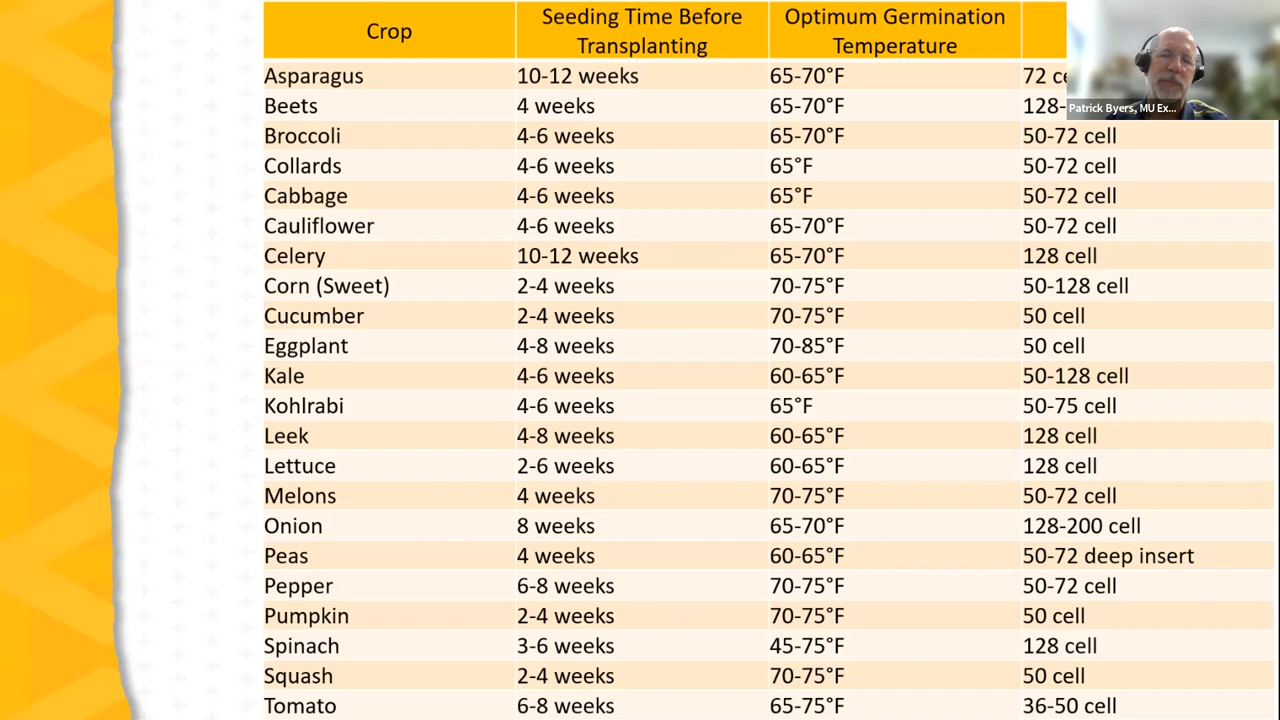 Crop
Seeding Time Before
Transplanting
Optimum Germination
Temperature
Asparagus 10-12 weeks 65-70°F 72
Beets 4 weeks 65-70°F 128-
Broccoli 4-6 weeks 65-70°F 50-72 cell
Collards 4-6 weeks 65°F 50-72 cell
Cabbage 4-6 weeks 65°F 50-72 cell
Cauliflower 4-6 weeks 65-70°F 50-72 cell
Celery 10-12 weeks 65-70°F 128 cell
Corn (Sweet) 2-4 weeks 70-75°F 50-128 cell
Cucumber 2-4 weeks 70-75°F 50 cell
Eggplant 4-8 weeks 70-85°F 50 cell
Kale 4-6 weeks 60-65°F 50-128 cell
Kohlrabi 4-6 weeks 65°F 50-75 cell
Leek 4-8 weeks 60-65°F 128 cell
Lettuce 2-6 weeks 60-65°F 128 cell
Melons 4 weeks 70-75°F 50-72 cell
Onion 8 weeks 65-70°F 128-200 cell
Peas 4 weeks 60-65°F 50-72 deep insert
Pepper 6-8 weeks 70-75°F 50-72 cell
Pumpkin 2-4 weeks 70-75°F 50 cell
Spinach 3-6 weeks 45-75°F 128 cell
Squash 2-4 weeks 70-75°F 50 cell
Tomato 6-8 weeks 65-75°F 36-50 cell
Patrick Byers, MU Ex...